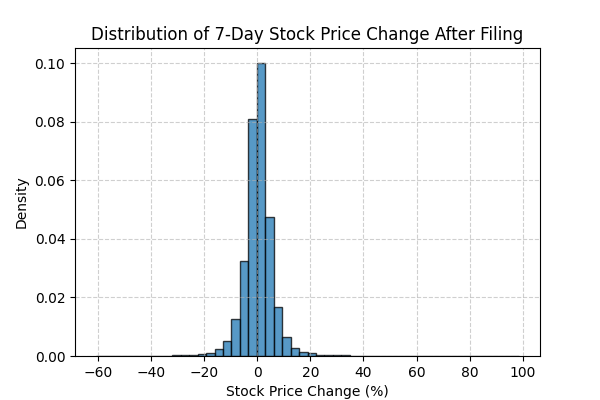 Distribution of 7-Day Stock Price Change After Filing
0.10
0.08
0.06
0.04
0.02
0.00
Density
−60 −40 −20 0 20 40 60 80 100
Stock Price Change (%)